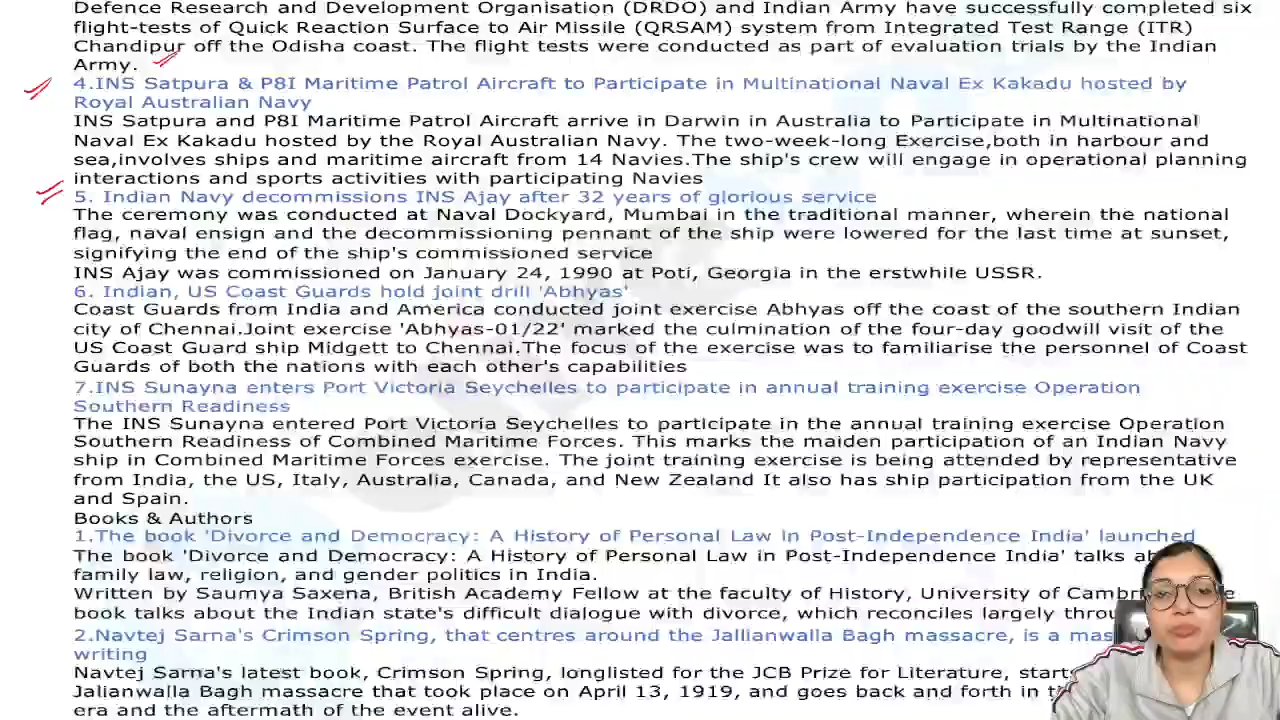 Defence Research and Development Organisation (DRDO) and Indian Army have successfully completed six
flight-tests of Quick Reaction Surface to Air Missile (QRSAM) system from Integrated Test Range (ITR)
Chandipur off the Odisha coast. The flight tests were conducted as part of evaluation trials by the Indian
Army.
4.INS Satpura & P8I Maritime Patrol Aircraft to Participate in Multinational Naval Ex Kakadu hosted by
Royal Australian Navy
INS Satpura and P8I Maritime Patrol Aircraft arrive in Darwin in Australia to Participate in Multinational
Naval Ex Kakadu hosted by the Royal Australian Navy. The two-week-long Exercise,both in harbour and
sea,involves ships and maritime aircraft from 14 Navies.The ship's crew will engage in operational planning
interactions and sports activities with participating Navies
5. Indian Navy decommissions INS Ajay after 32 years of glorious service
The ceremony was conducted at Naval Dockyard, Mumbai in the traditional manner, wherein the national
flag, naval ensign and the decommissioning pennant of the ship were lowered for the last time at sunset,
signifying the end of the ship's commissioned service
INS Ajay was commissioned on January 24, 1990 at Poti, Georgia in the erstwhile USSR.
6. Indian, US Coast Guards hold joint drill 'Abhyas'
Coast Guards from India and America conducted joint exercise Abhyas off the coast of the southern Indian
city of Chennai.Joint exercise 'Abhyas-01/22' marked the culmination of the four-day goodwill visit of the
US Coast Guard ship Midgett to Chennai.The focus of the exercise was to familiarise the personnel of Coast
Guards of both the nations with each other's capabilities
7.INS Sunayna enters Port Victoria Seychelles to participate in annual training exercise Operation
Southern Readiness
The INS Sunayna entered Port Victoria Seychelles to participate in the annual training exercise Operation
Southern Readiness of Combined Maritime Forces. This marks the maiden participation of an Indian Navy
ship in Combined Maritime Forces exercise. The joint training exercise is being attended by representative
from India, the US, Italy, Australia, Canada, and New Zealand It also has ship participation from the UK
and Spain.
Books & Authors
1.The book 'Divorce and Democracy: A History of Personal Law in Post-Independence India' launched
The book 'Divorce and Democracy: A History of Personal Law in Post-Independence India' talks
family law, religion, and gender politics in India.
Written by Saumya Saxena, British Academy Fellow at the faculty of History, University of
book talks about the Indian state's difficult dialogue with divorce, which reconciles largely
2.Navtej Sarna's Crimson Spring, that centres around the Jallianwalla Bagh massacre, is a
writing
Navtej Sarna's latest book, Crimson Spring, longlisted for the JCB Prize for Literature,
Jalianwalla Bagh massacre that took place on April 13, 1919, and goes back and forth in
era and the aftermath of the event alive.